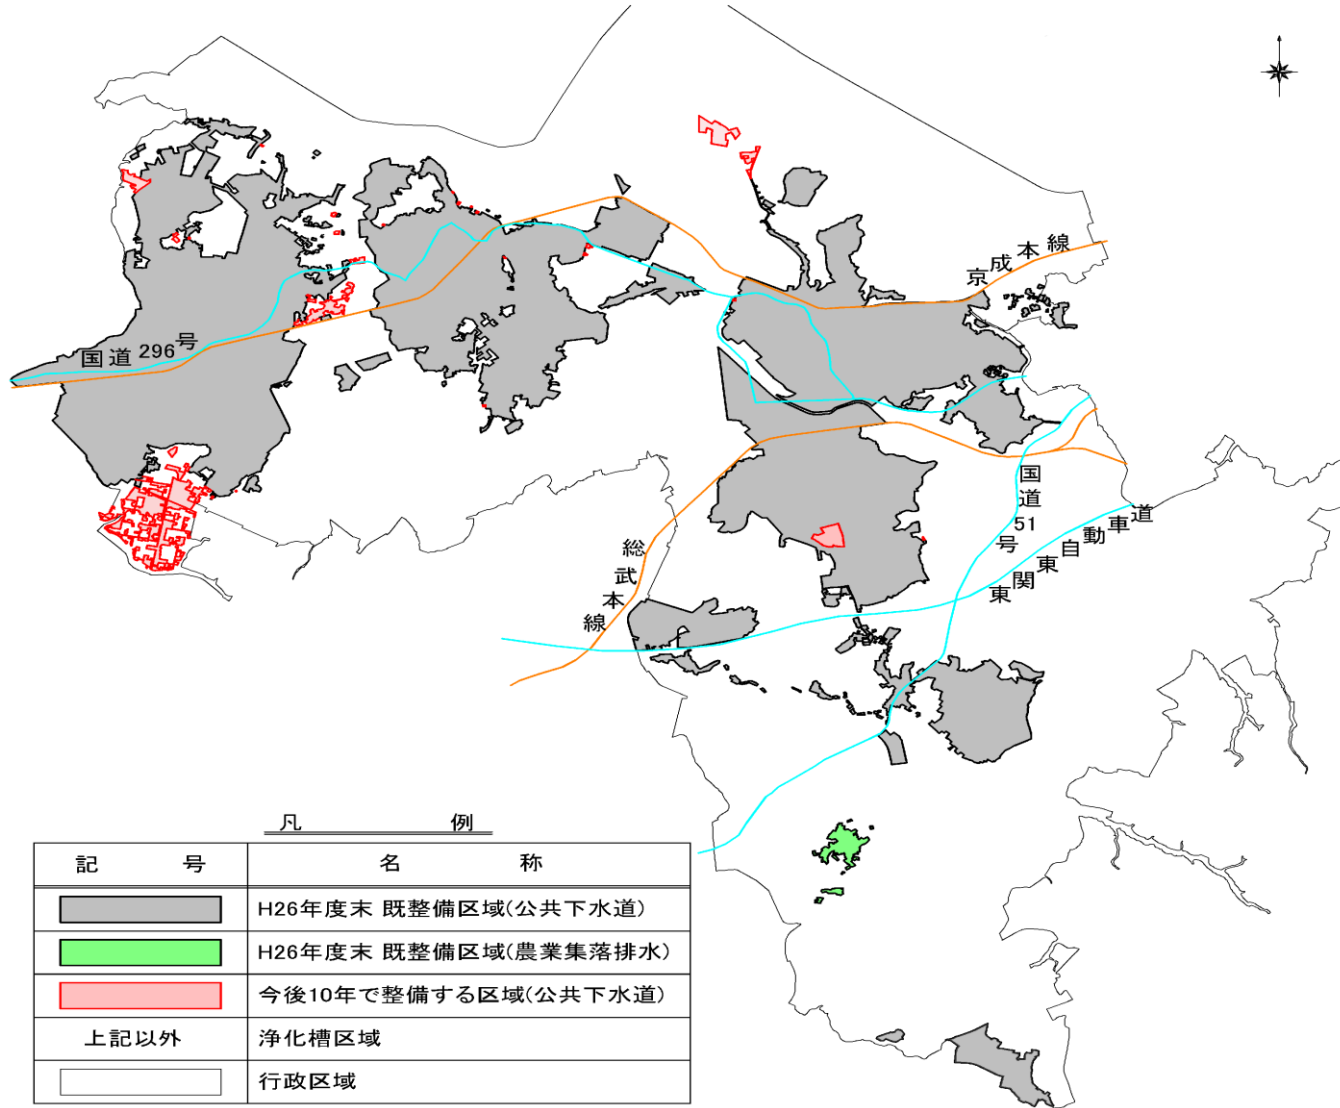 京成本線
国道296号
国道51号
東関東自動車道
総武本線
凡 例
記 号 名 称
H26年度末 既整備区域(公共下水道)
H26年度末 既整備区域(農業集落排水)
今後10年で整備する区域(公共下水道)
上記以外 浄化槽区域
行政区域